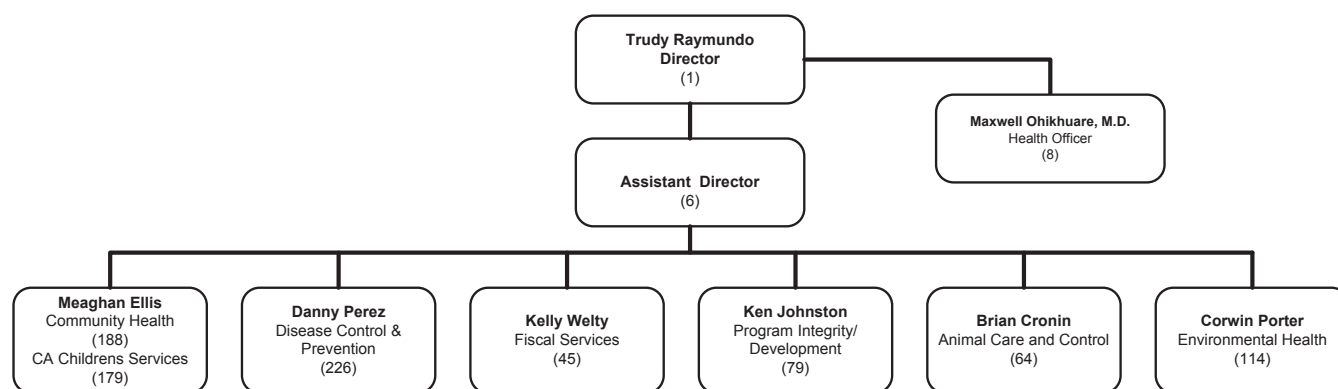 Trudy Raymundo
Director
(1)
Maxwell Ohikhuare, M.D.
Health Officer
(8)
Assistant Director
(6)
Meaghan Ellis
Community Health
(188)
CA Childrens Services
(179)
Danny Perez
Disease Control &
Prevention
(226)
Kelly Welty
Fiscal Services
(45)
Ken Johnston
Program Integrity/
Development
(79)
Brian Cronin
Animal Care and Control
(64)
Corwin Porter
Environmental Health
(114)